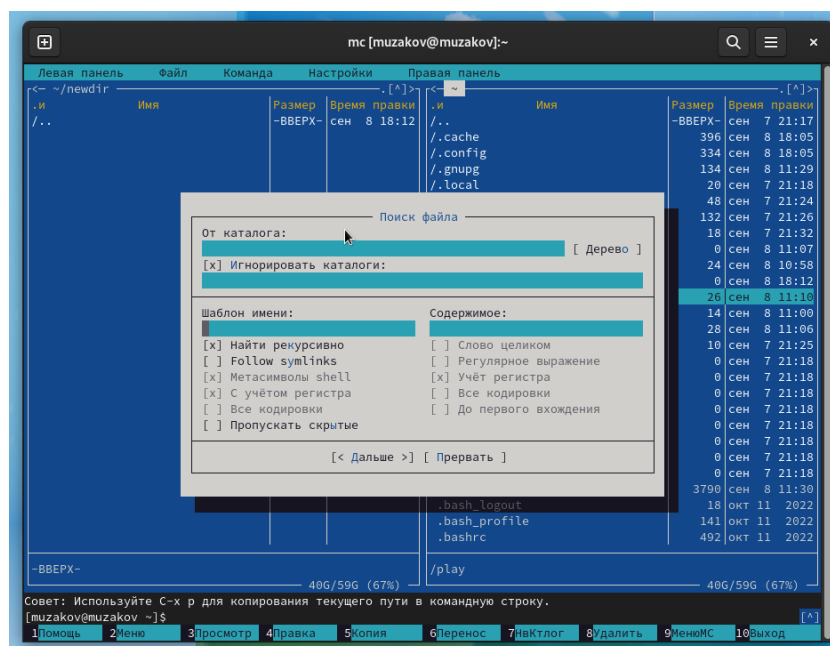 mc [muzakov@muzakov]:~
Левая панель Файл Команда Настройки Правая панель
<— ~/newdir .[^]>
.и Имя Размер Время правки
/.. -ВВЕРХ- сен 8 18:12
-ВВЕРХ-
40G/59G (67%)
<— ~ .[^]>
.и Имя Размер Время правки
/.. -ВВЕРХ- сен 7 21:17
/.cache 396 сен 8 18:05
/.config 334 сен 8 18:05
/.gnupg 134 сен 8 11:29
/.local 20 сен 7 21:18
48 сен 7 21:24
132 сен 7 21:26
18 сен 7 21:32
0 сен 8 11:07
24 сен 8 10:58
0 сен 8 18:12
26 сен 8 11:10
14 сен 8 11:00
28 сен 8 11:06
10 сен 7 21:25
0 сен 7 21:18
0 сен 7 21:18
0 сен 7 21:18
0 сен 7 21:18
0 сен 7 21:18
0 сен 7 21:18
0 сен 7 21:18
0 сен 7 21:18
3790 сен 8 11:30
.bash_logout 18 окт 11 2022
.bash_profile 141 окт 11 2022
.bashrc 492 окт 11 2022
/play
40G/59G (67%)
Поиск файла
От каталога:
[ Дерево ]
[x] Игнорировать каталоги:
Шаблон имени:
[x] Найти рекурсивно
[ ] Follow symlinks
[x] Метасимволы shell
[x] С учётом регистра
[ ] Все кодировки
[ ] Пропускать скрытые
Содержимое:
[ ] Слово целиком
[ ] Регулярное выражение
[x] Учёт регистра
[ ] Все кодировки
[ ] До первого вхождения
[< Дальше >] [ Прервать ]
Совет: Используйте C-x p для копирования текущего пути в командную строку.
[muzakov@muzakov ~]$ [^]
1Помощь 2Меню 3Просмотр 4Правка 5Копия 6Перенос 7НвКтлог 8Удалить 9МенюМС 10Выход